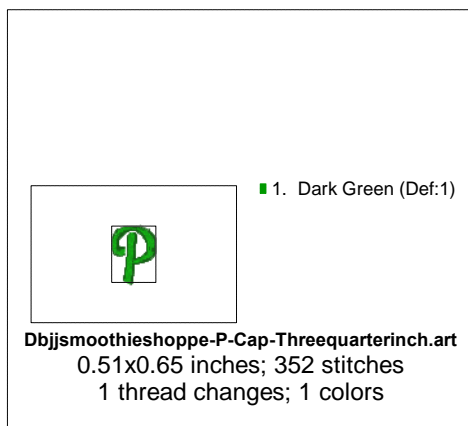 1. Dark Green (Def:1)
P
Dbjjsmoothieshoppe-P-Cap-Threequarterinch.art
0.51x0.65 inches; 352 stitches
1 thread changes; 1 colors